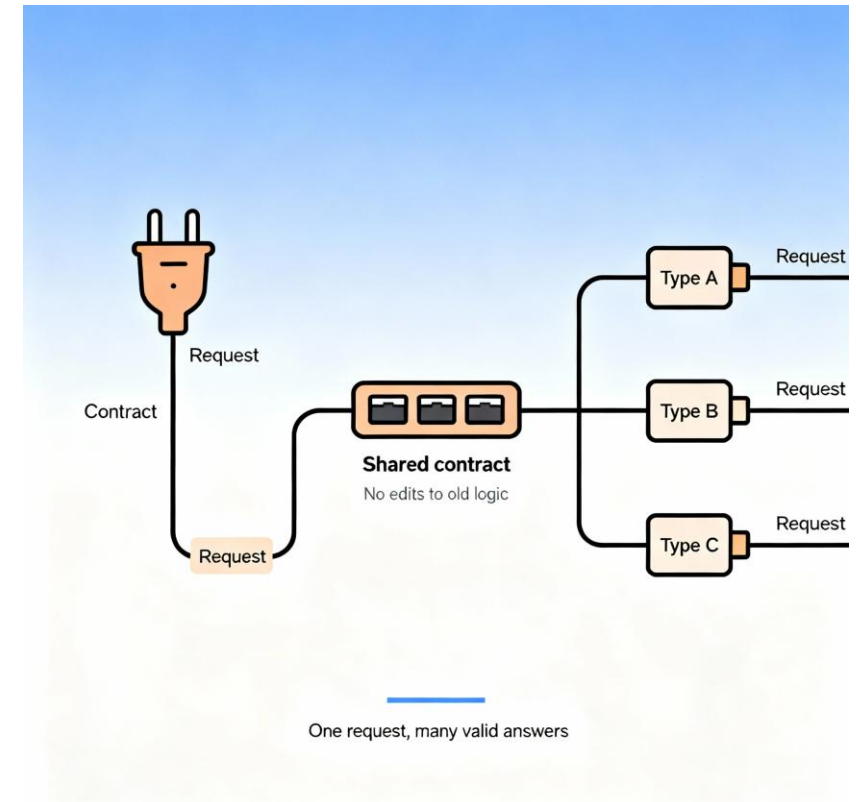 Request
Contract
Request
Shared contract
No edits to old logic
Type A
Request
Type B
Request
Type C
Request
One request, many valid answers